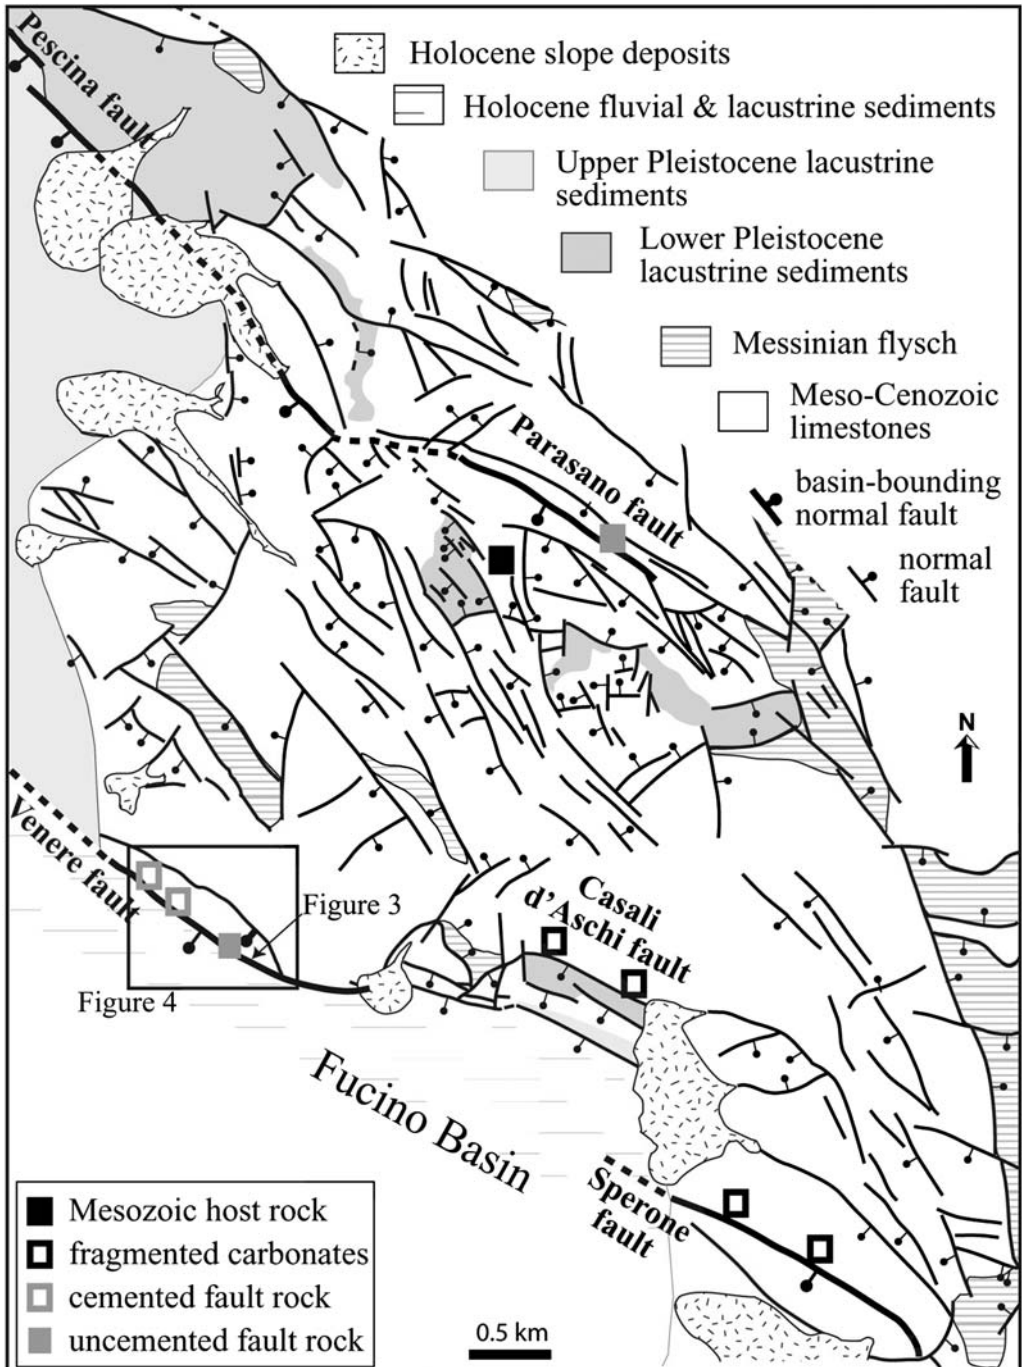 Pescina fault
Holocene slope deposits
Holocene fluvial & lacustrine sediments
Upper Pleistocene lacustrine
sediments
Lower Pleistocene
lacustrine sediments
Messinian flysch
Meso-Cenozoic
limestones
basin-bounding
normal fault
normal
fault
Parasano fault
N
Venere fault
Figure 3
Figure 4
Casali
d'Aschi fault
Fucino Basin
Sperone
fault
Mesozoic host rock
fragmented carbonates
cemented fault rock
uncemented fault rock
0.5 km